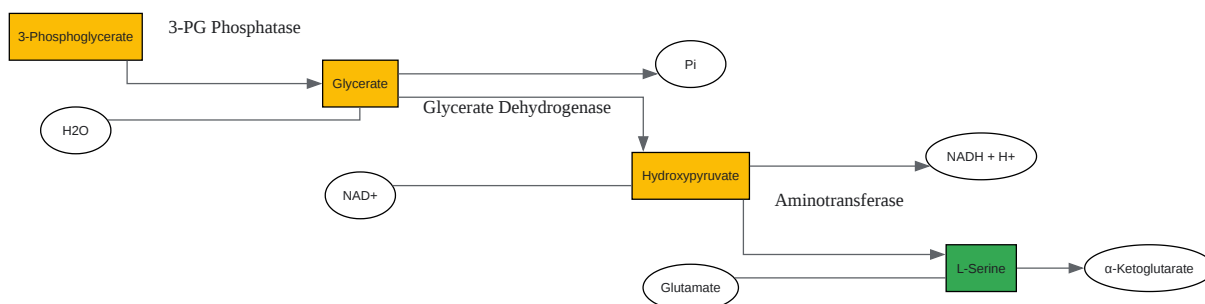 3-Phosphoglycerate
3-PG Phosphatase
Pi
Glycerate
Glycerate Dehydrogenase
H2O
NADH + H+
Hydroxypyruvate
NAD+
Aminotransferase
L-Serine
α-Ketoglutarate
Glutamate